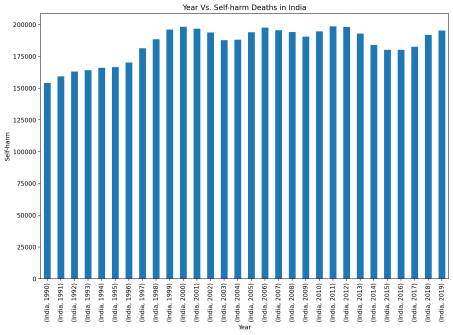 Year Vs. Self-harm Deaths in India
200000
175000
150000
125000
100000
75000
50000
25000
0
Self-harm
(India, 1990)
(India, 1991)
(India, 1992)
(India, 1993)
(India, 1994)
(India, 1995)
(India, 1996)
(India, 1997)
(India, 1998)
(India, 1999)
(India, 2000)
(India, 2001)
(India, 2002)
(India, 2003)
(India, 2004)
(India, 2005)
(India, 2006)
(India, 2007)
(India, 2008)
(India, 2009)
(India, 2010)
(India, 2011)
(India, 2012)
(India, 2013)
(India, 2014)
(India, 2015)
(India, 2016)
(India, 2017)
(India, 2018)
(India, 2019)
Year